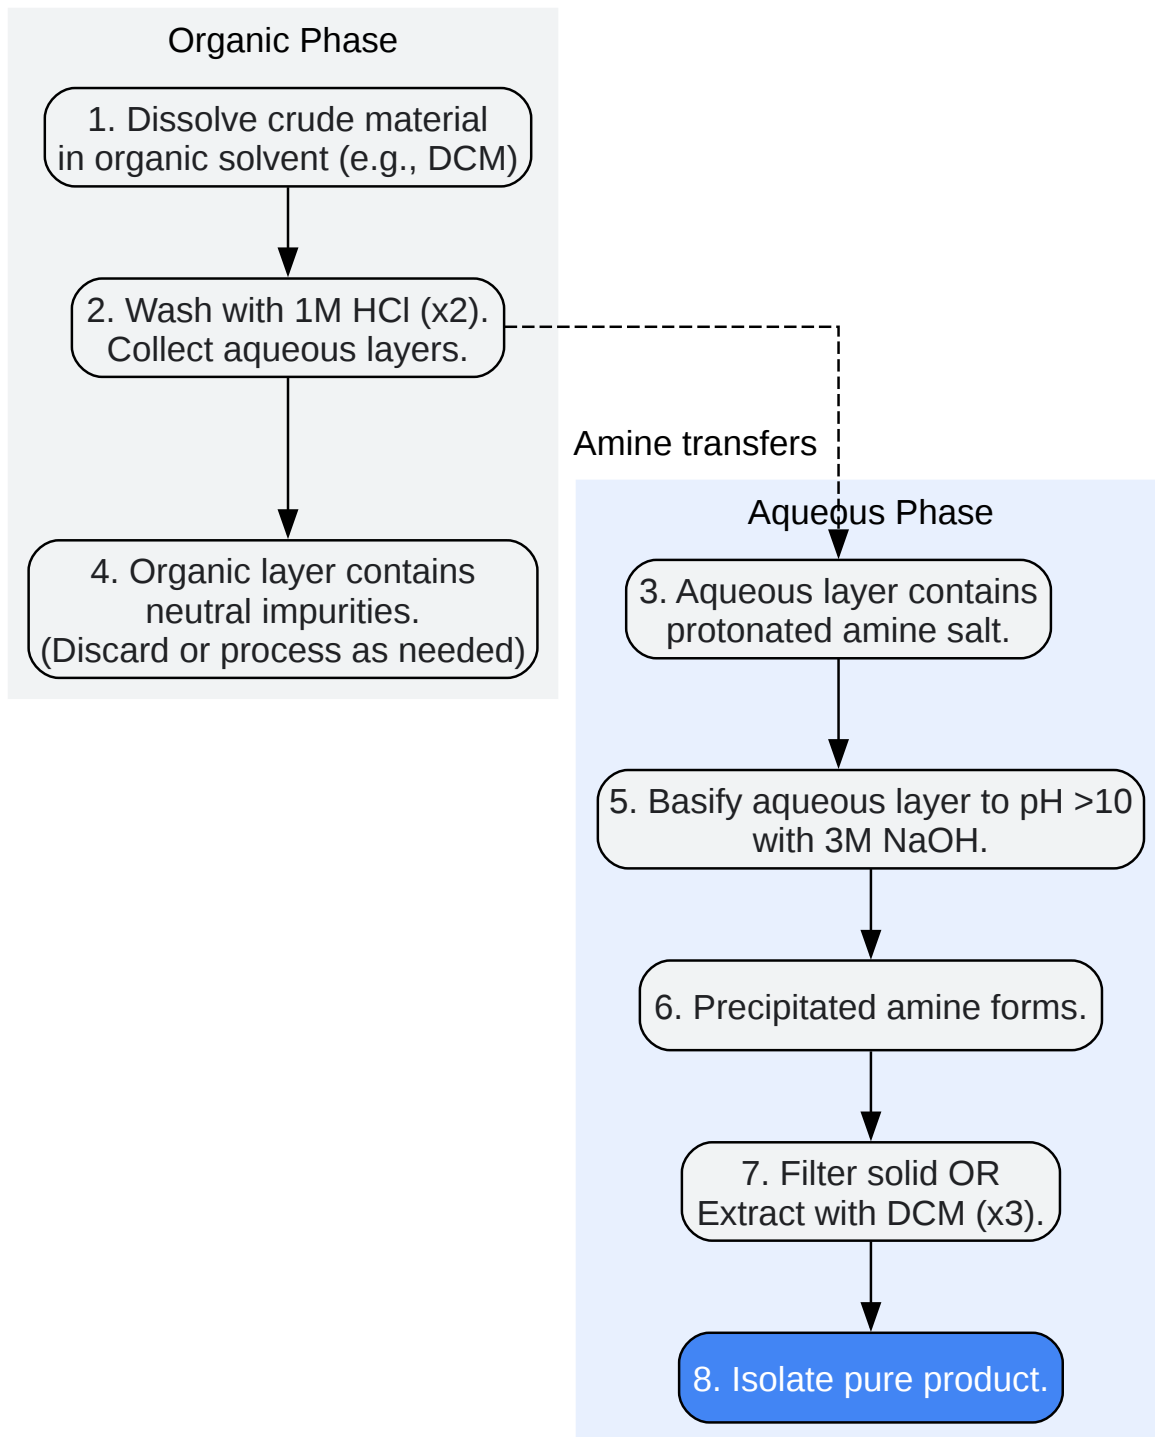 Organic Phase
1. Dissolve crude material
in organic solvent (e.g., DCM)
2. Wash with 1M HCl (x2).
Collect aqueous layers.
Amine transfers
4. Organic layer contains
neutral impurities.
(Discard or process as needed)
Aqueous Phase
3. Aqueous layer contains
protonated amine salt.
5. Basify aqueous layer to pH >10
with 3M NaOH.
6. Precipitated amine forms.
7. Filter solid OR
Extract with DCM (x3).
8. Isolate pure product.